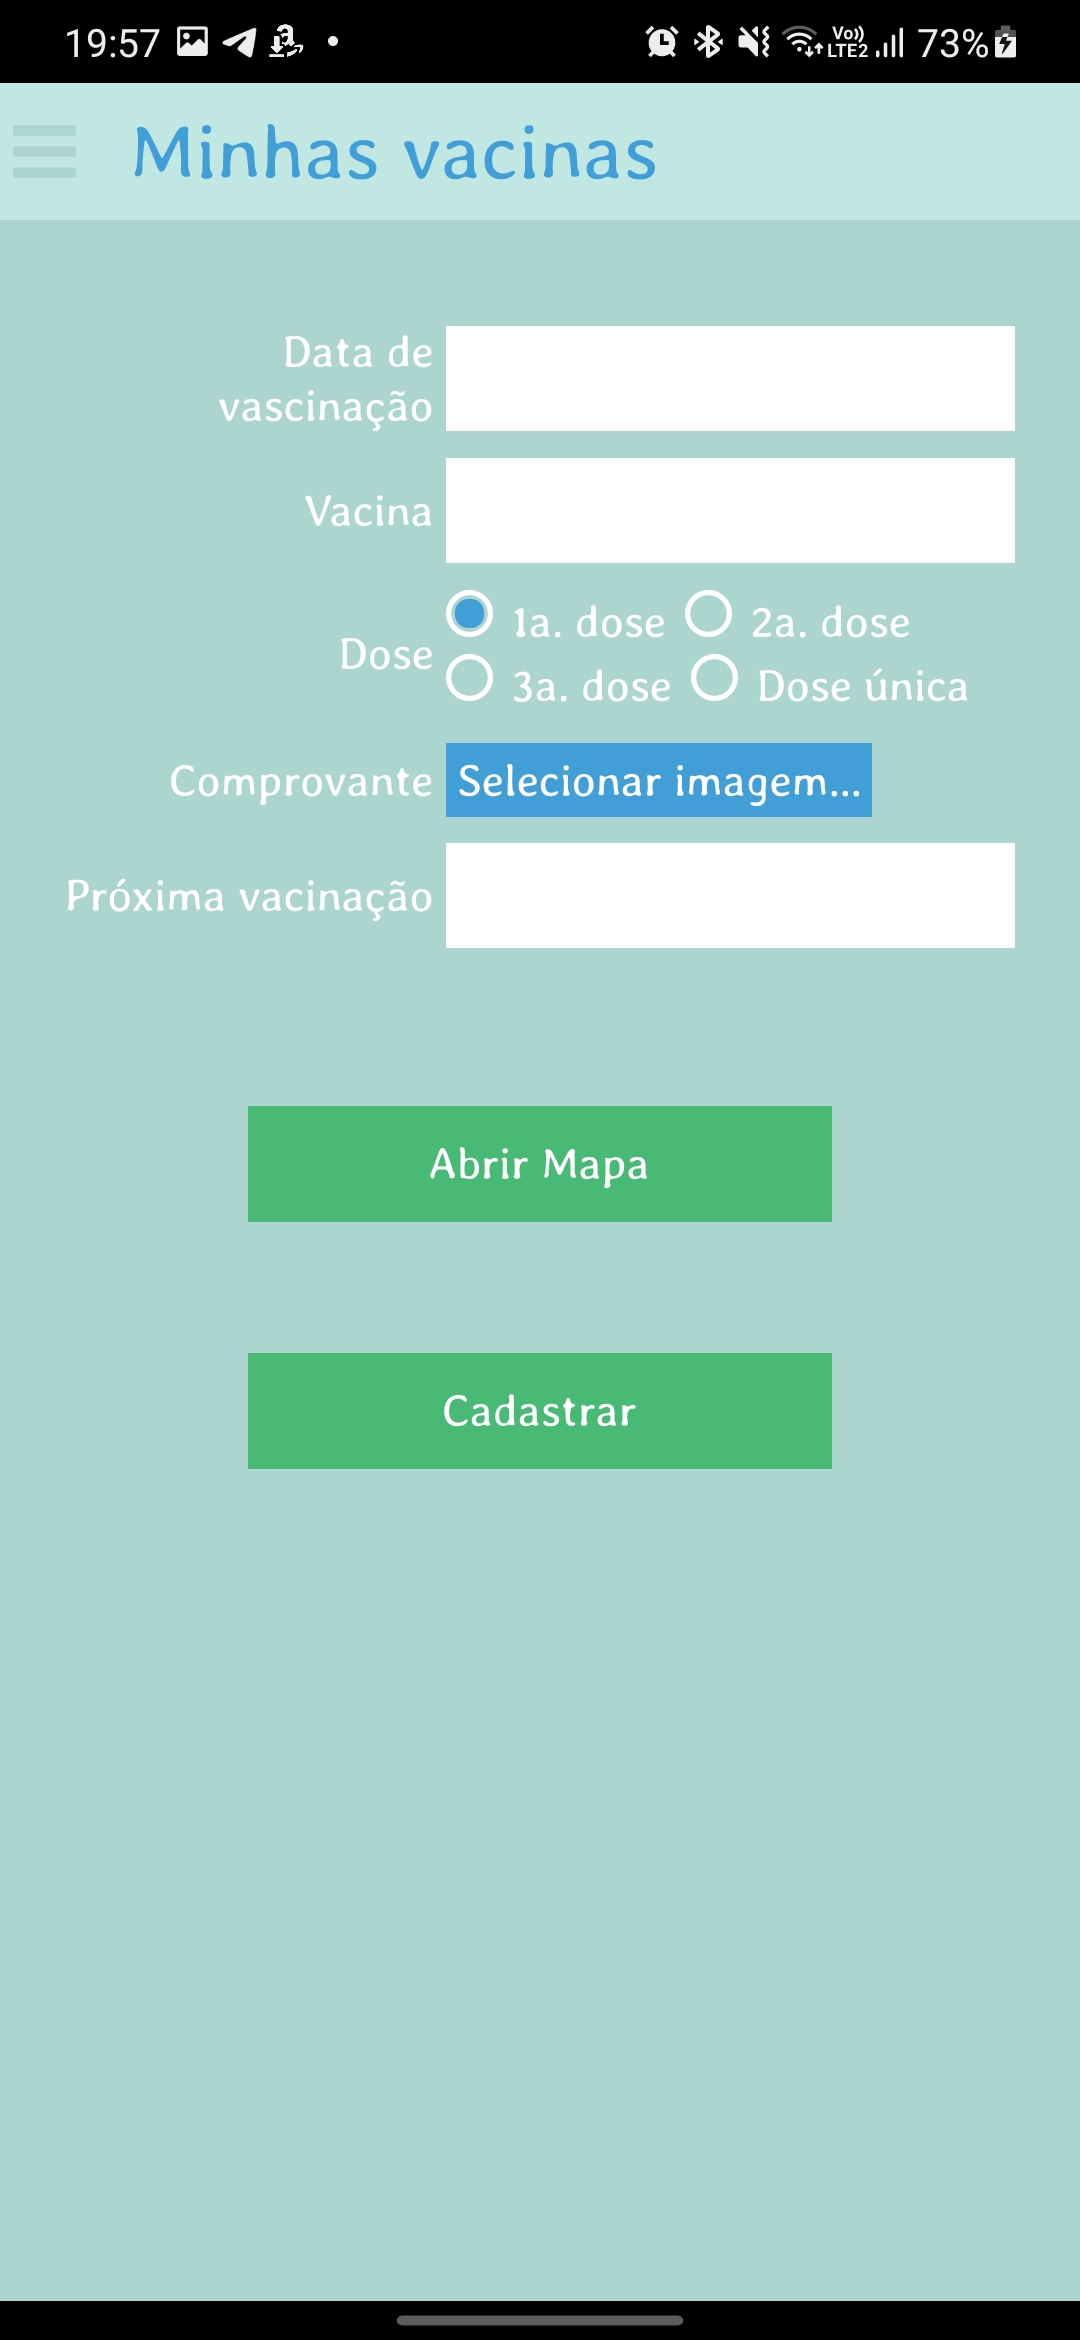 19:57 Vo)) LTE2 73%
Minhas vacinas
Data de
vascinação
Vacina
Dose
1a. dose 2a. dose
3a. dose Dose única
Comprovante Selecionar imagem...
Próxima vacinação
Abrir Mapa
Cadastrar